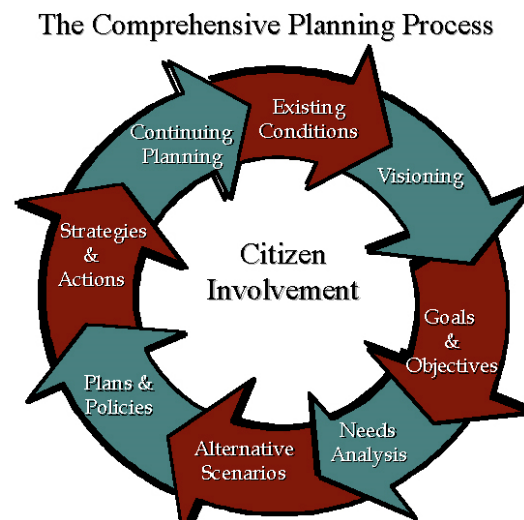 The Comprehensive Planning Process
Existing
Conditions
Visioning
Goals
&
Objectives
Needs
Analysis
Alternative
Scenarios
Plans &
Policies
Strategies
&
Actions
Continuing
Planning
Citizen
Involvement